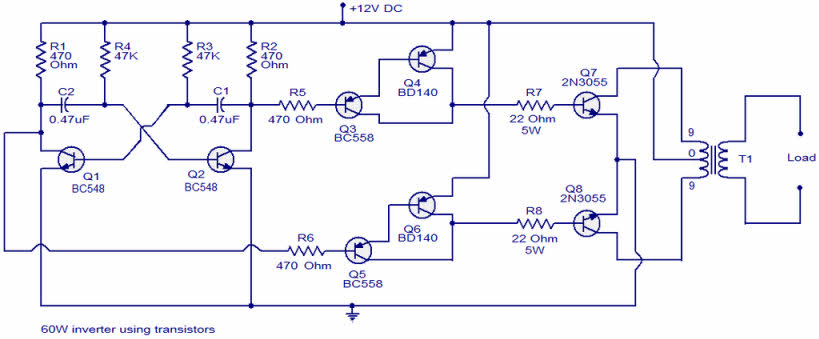 +12V DC
R1
470
Ohm
R4
47K
R3
47K
R2
470
Ohm
C2
0.47uF
C1
0.47uF
R5
470 Ohm
Q4
BD140
Q3
BC558
R7
22 Ohm
5W
Q7
2N3055
Q1
BC548
Q2
BC548
9
0
9
T1
Load
R6
470 Ohm
Q6
BD140
Q5
BC558
R8
22 Ohm
5W
Q8
2N3055
60W inverter using transistors